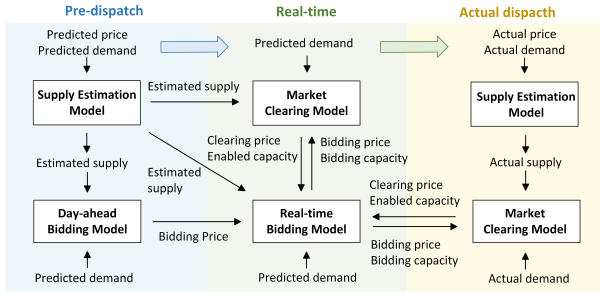 Pre-dispatch
Real-time
Actual dispacth
Predicted price
Predicted demand
Predicted demand
Actual price
Actual demand
Supply Estimation
Model
Estimated supply
Market
Clearing Model
Supply Estimation
Model
Clearing price
Enabled capacity
Bidding price
Bidding capacity
Estimated supply
Estimated
supply
Actual supply
Clearing price
Enabled capacity
Day-ahead
Bidding Model
Bidding Price
Real-time
Bidding Model
Bidding price
Bidding capacity
Market
Clearing Model
Predicted demand
Predicted demand
Actual demand